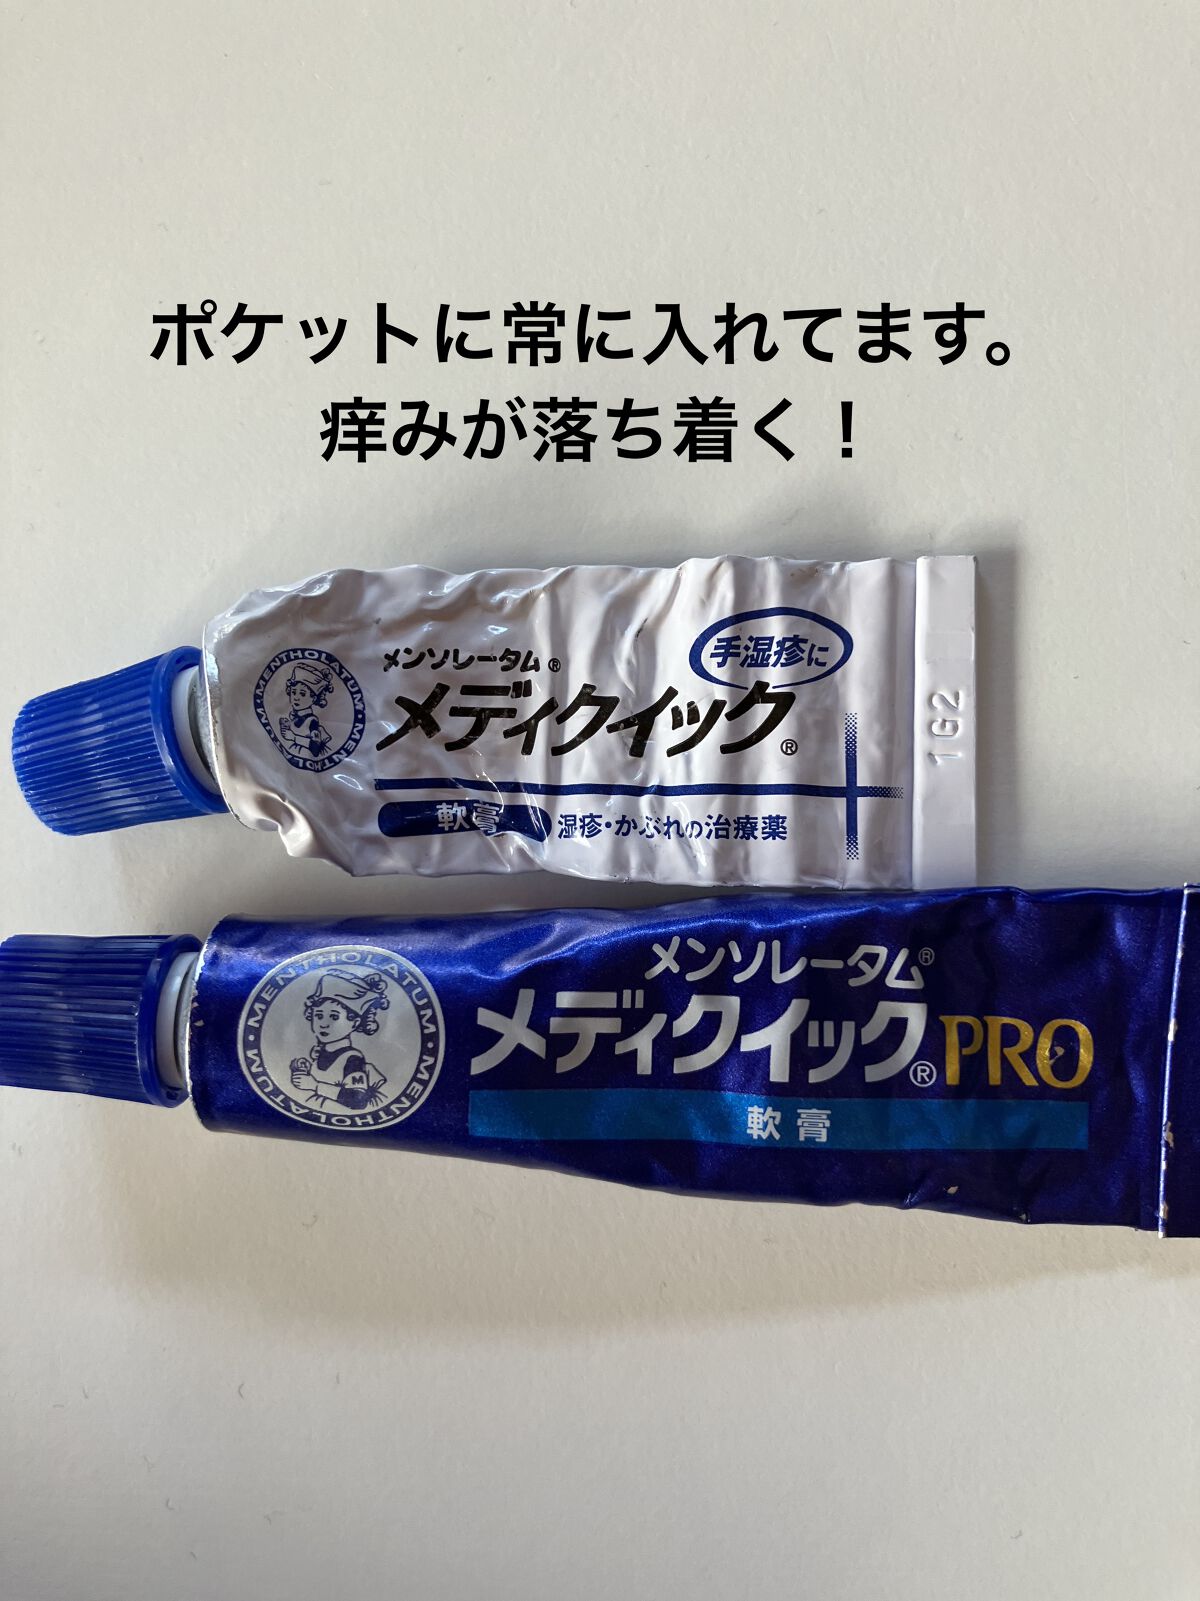 ポケットに常に入れてます。
痒みが落ち着く！
手湿疹に
メンソレータム®
メディクイック®
MENTHOLATUM・MENTHOLATUM・
軟膏
湿疹・かぶれの治療薬
1G2
メンソレータム®
メディクイック®PRO
MENTHOLATUM・MENTHOLATUM・
M
軟膏